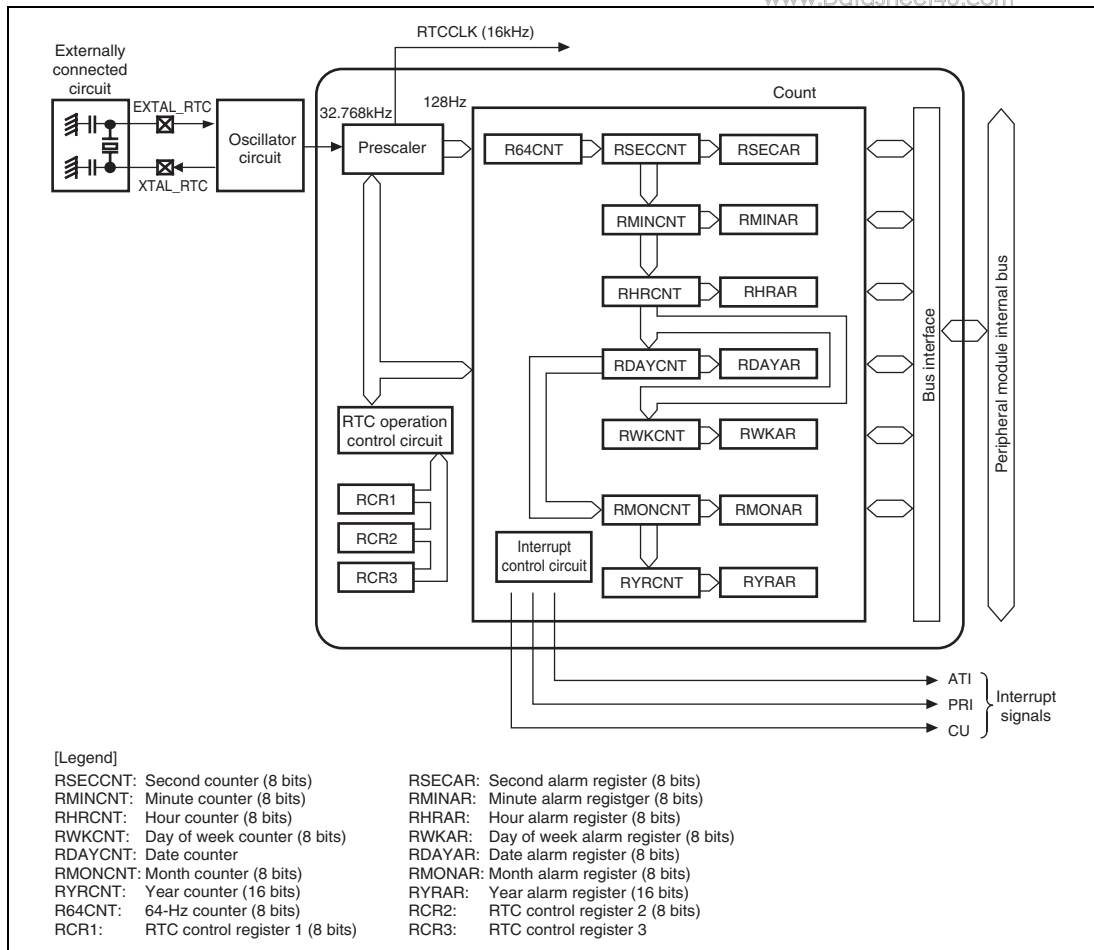 www.DataSheet4U.com
RTCCLK (16kHz)
Externally
connected
circuit
EXTAL_RTC
XTAL_RTC
Oscillator
circuit
32.768kHz
Prescaler
128Hz
Count
R64CNT
RSECCNT
RSECAR
RMINCNT
RMINAR
RHRCNT
RHRAR
RDAYCNT
RDAYAR
RWKCNT
RWKAR
RMONCNT
RMONAR
RYRCNT
RYRAR
RTC operation
control circuit
RCR1
RCR2
RCR3
Interrupt
control circuit
Bus interface
Peripheral module internal bus
ATI
PRI
CU
Interrupt
signals
[Legend]
RSECCNT: Second counter (8 bits)
RMINCNT: Minute counter (8 bits)
RHRCNT: Hour counter (8 bits)
RWKCNT: Day of week counter (8 bits)
RDAYCNT: Date counter
RMONCNT: Month counter (8 bits)
RYRCNT: Year counter (16 bits)
R64CNT: 64-Hz counter (8 bits)
RCR1: RTC control register 1 (8 bits)
RSECAR: Second alarm register (8 bits)
RMINAR: Minute alarm registger (8 bits)
RHRAR: Hour alarm register (8 bits)
RWKAR: Day of week alarm register (8 bits)
RDAYAR: Date alarm register (8 bits)
RMONAR: Month alarm register (8 bits)
RYRAR: Year alarm register (16 bits)
RCR2: RTC control register 2 (8 bits)
RCR3: RTC control register 3